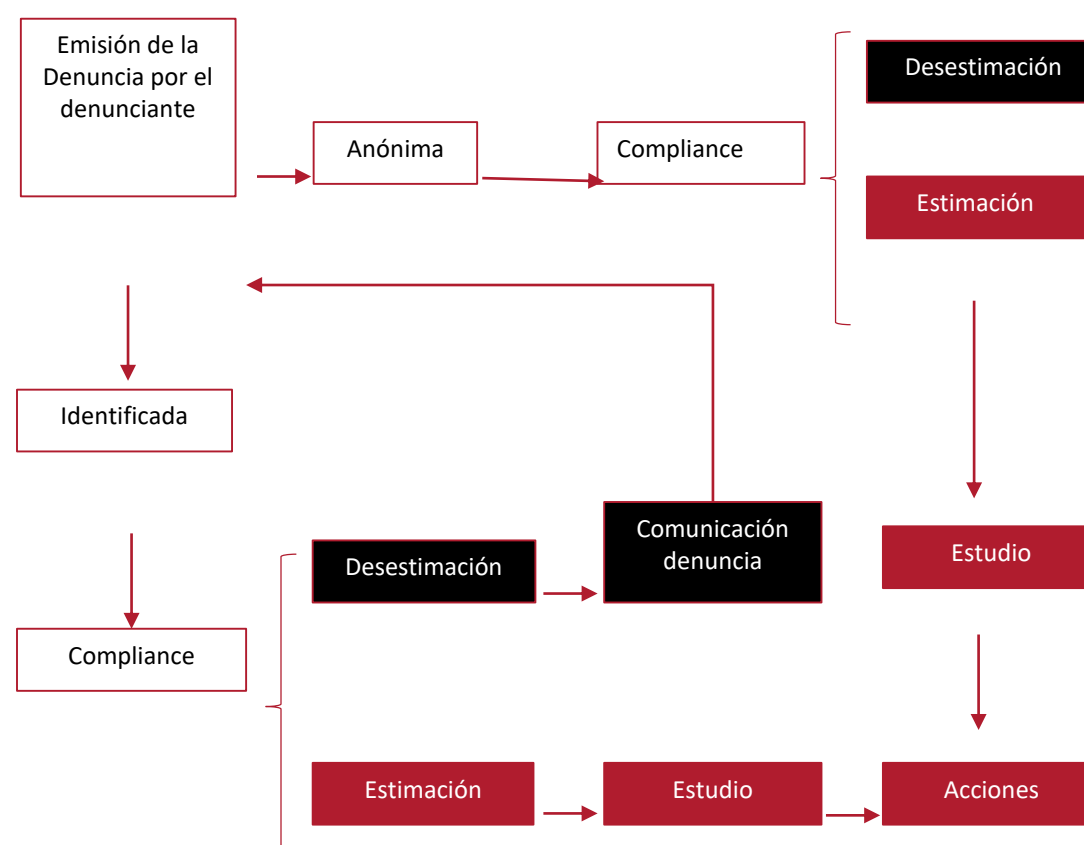 Emisión de la
Denuncia por el
denunciante
Anónima
Compliance
Desestimación
Estimación
Identificada
Compliance
Desestimación
Comunicación
denuncia
Estudio
Estimación
Estudio
Acciones